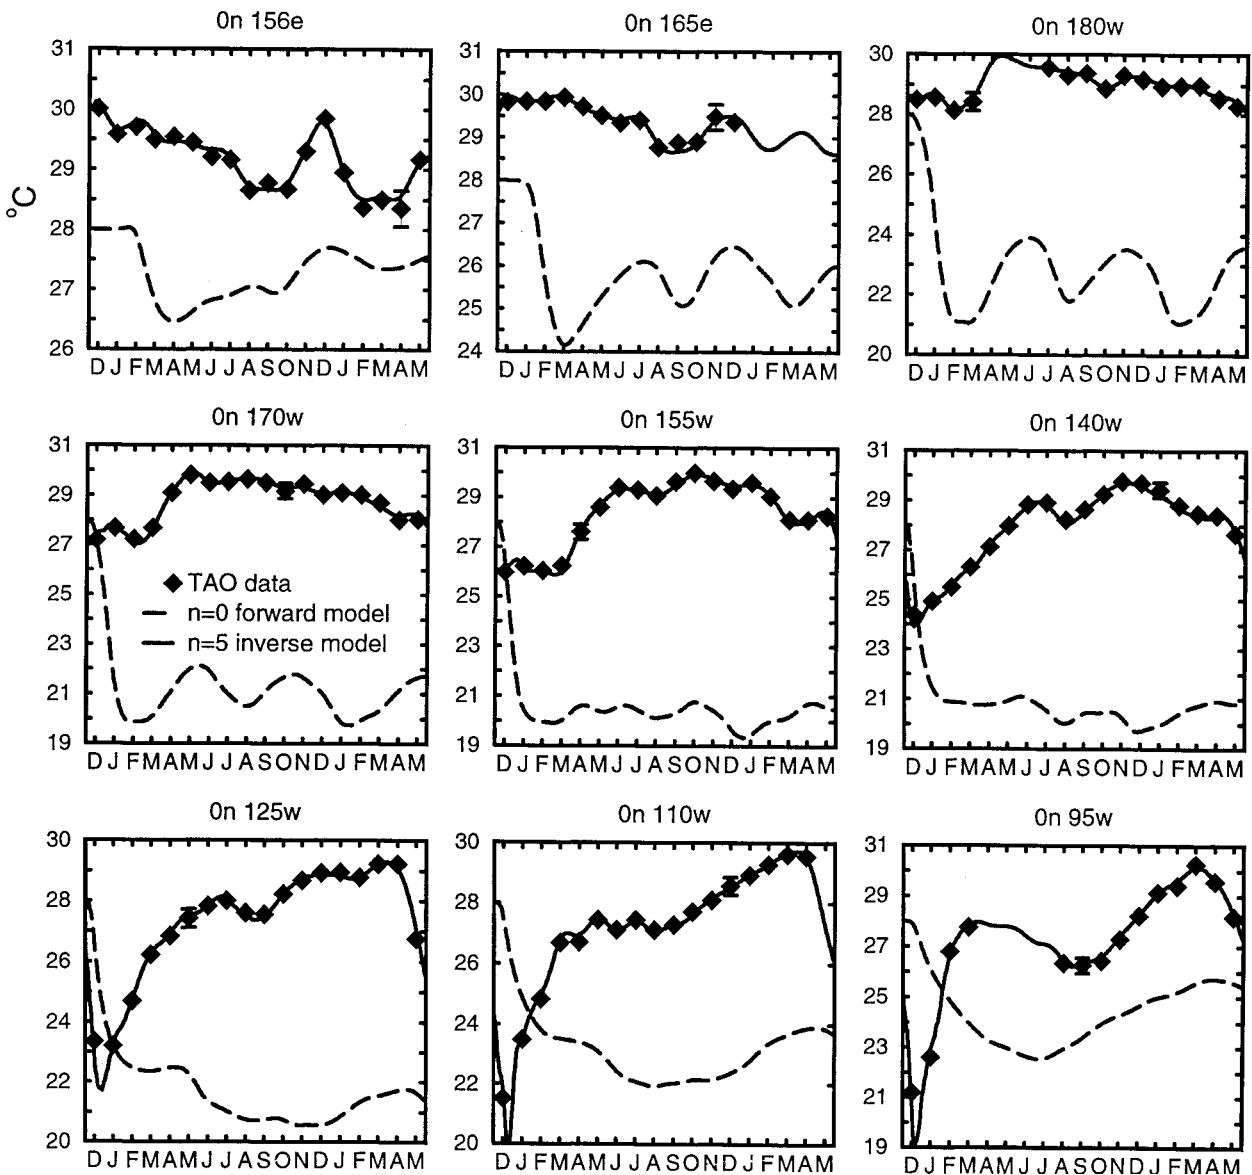 0n 156e
0n 165e
0n 180w
°C
31
30
29
28
27
26
D J F M A M J J A S O N D J F M A M
31
30
29
28
27
26
25
24
D J F M A M J J A S O N D J F M A M
30
28
26
24
22
20
D J F M A M J J A S O N D J F M A M
0n 170w
0n 155w
0n 140w
31
29
27
25
23
21
19
TAO data
n=0 forward model
n=5 inverse model
D J F M A M J J A S O N D J F M A M
31
29
27
25
23
21
19
D J F M A M J J A S O N D J F M A M
31
29
27
25
23
21
19
D J F M A M J J A S O N D J F M A M
0n 125w
0n 110w
0n 95w
30
28
26
24
22
20
D J F M A M J J A S O N D J F M A M
30
28
26
24
22
20
D J F M A M J J A S O N D J F M A M
31
29
27
25
23
21
19
D J F M A M J J A S O N D J F M A M